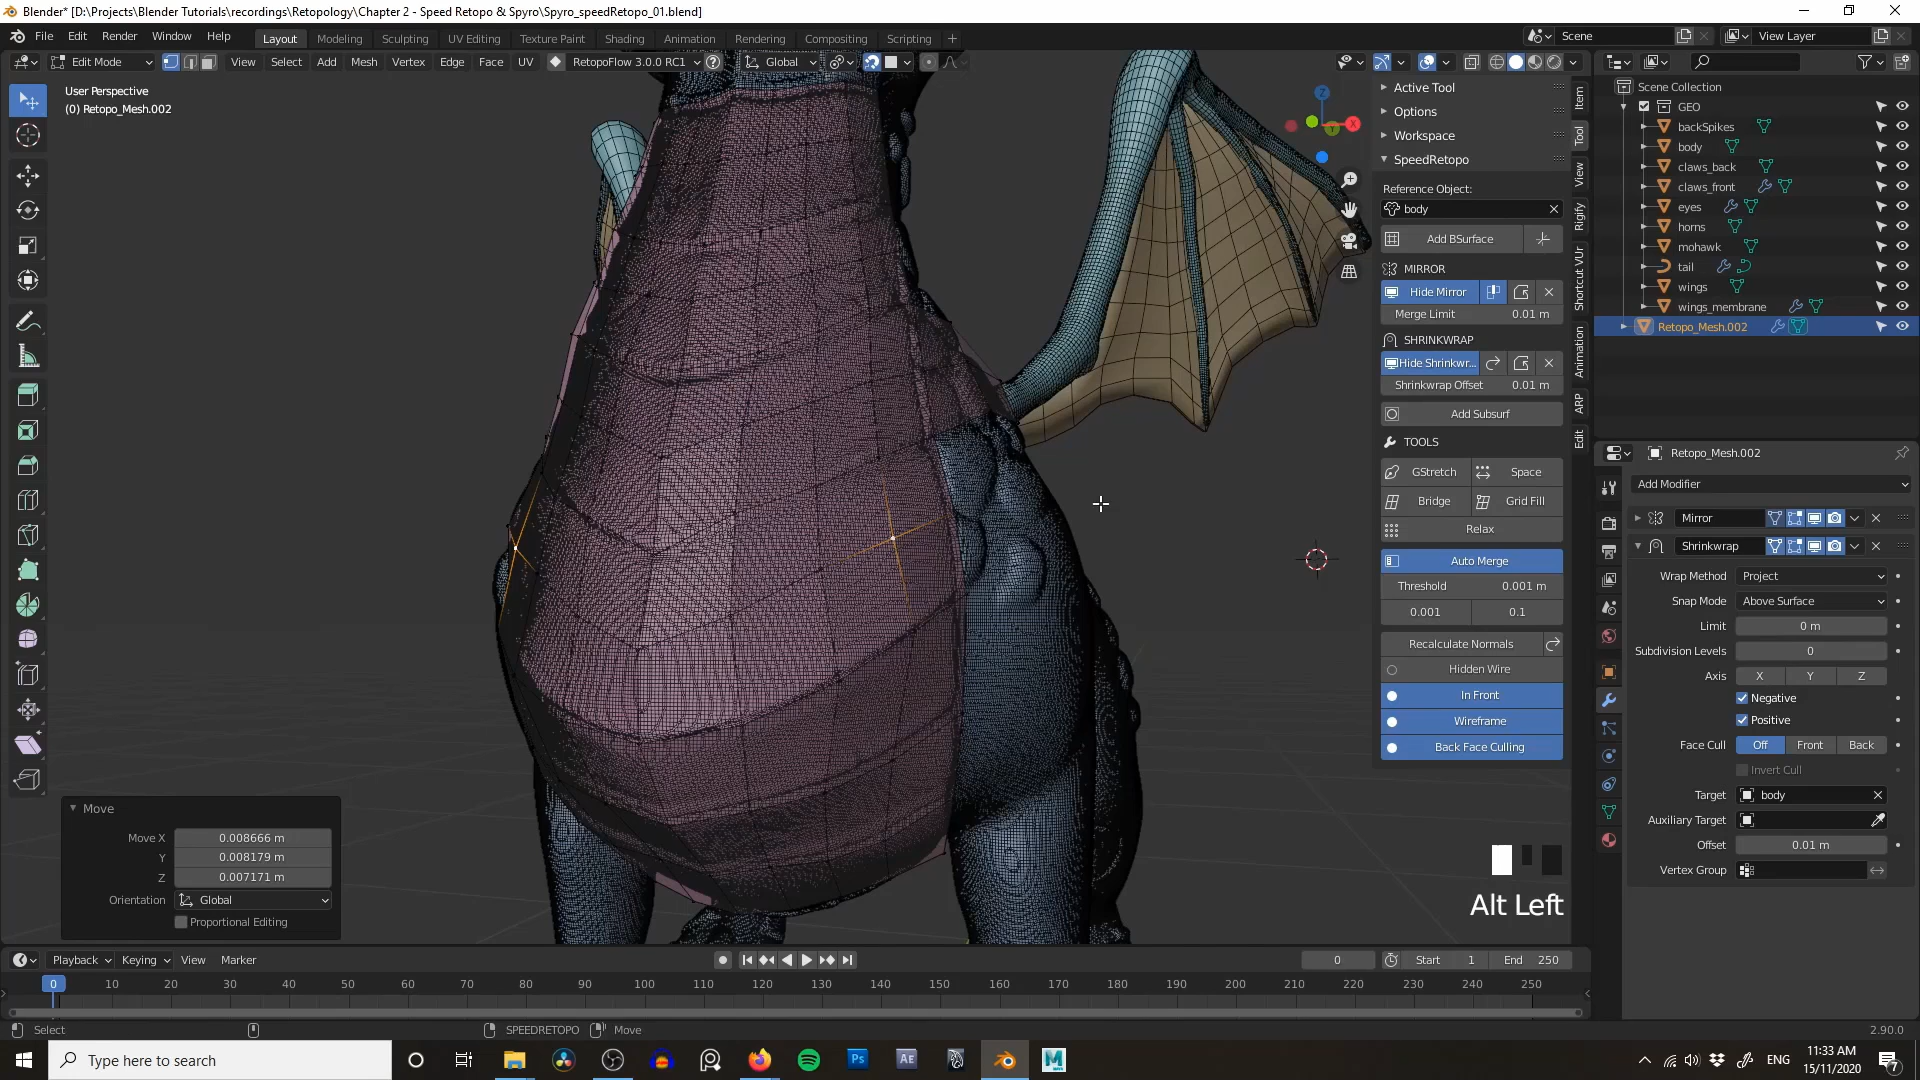 Blender* [D:\Projects\Blender Tutorials\recordings\Retopology\Chapter 2 - Speed Retopo & Spyro\Spyro_speedRetopo_01.blend]
File Edit Render Window Help Layout Modeling Sculpting UV Editing Texture Paint Shading Animation Rendering Compositing Scripting Scene View Layer
Edit Mode View Select Add Mesh Vertex Edge Face UV RetopoFlow 3.0.0 RC1 Global
User Perspective
(0) Retopo_Mesh.002
Z
X
Y
Active Tool
Options
Workspace
SpeedRetopo
Reference Object:
body
Add BSurface
MIRROR
Hide Mirror
Merge Limit 0.01 m
SHRINKWRAP
Hide Shrinkwr...
Shrinkwrap Offset 0.01 m
Add Subsurf
TOOLS
GStretch Space
Bridge Grid Fill
Relax
Auto Merge
Threshold 0.001 m
0.001 0.1
Recalculate Normals
Hidden Wire
In Front
Wireframe
Back Face Culling
Item
Tool
View
Rigify
Shortcut VUr
Animation
ARP
Edit
Scene Collection
GEO
backSpikes
body
claws_back
claws_front
eyes
horns
mohawk
tail
wings
wings_membrane
Retopo_Mesh.002
Retopo_Mesh.002
Add Modifier
Mirror
Shrinkwrap
Wrap Method Project
Snap Mode Above Surface
Limit 0 m
Subdivision Levels 0
Axis X Y Z
Negative
Positive
Face Cull Off Front Back
Invert Cull
Target body
Auxiliary Target
Offset 0.01 m
Vertex Group
Move
Move X 0.008666 m
Y 0.008179 m
Z 0.007171 m
Orientation Global
Proportional Editing
Alt Left
Playback Keying View Marker 0 Start 1 End 250
0 10 20 30 40 50 60 70 80 90 100 110 120 130 140 150 160 170 180 190 200 210 220 230 240 250
Select SPEEDRETOPO Move 2.90.0
Type here to search
Ps
Ae
M
ENG
11:33 AM
15/11/2020
7